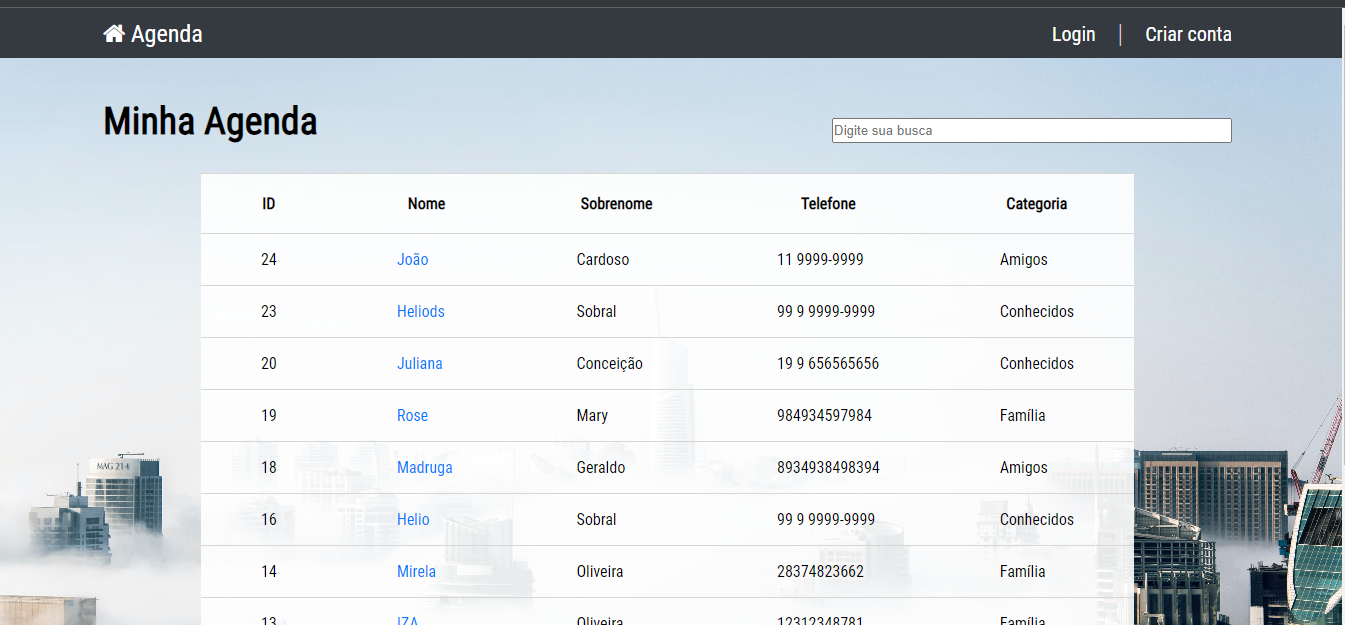 Agenda Login | Criar conta
Minha Agenda
Digite sua busca
ID Nome Sobrenome Telefone Categoria
24 João Cardoso 11 9999-9999 Amigos
23 Heliods Sobral 99 9 9999-9999 Conhecidos
20 Juliana Conceição 19 9 656565656 Conhecidos
19 Rose Mary 984934597984 Família
18 Madruga Geraldo 8934938498394 Amigos
16 Helio Sobral 99 9 9999-9999 Conhecidos
14 Mirela Oliveira 28374823662 Família
13 IZA Oliveira 12312348781 Família
MAG 214